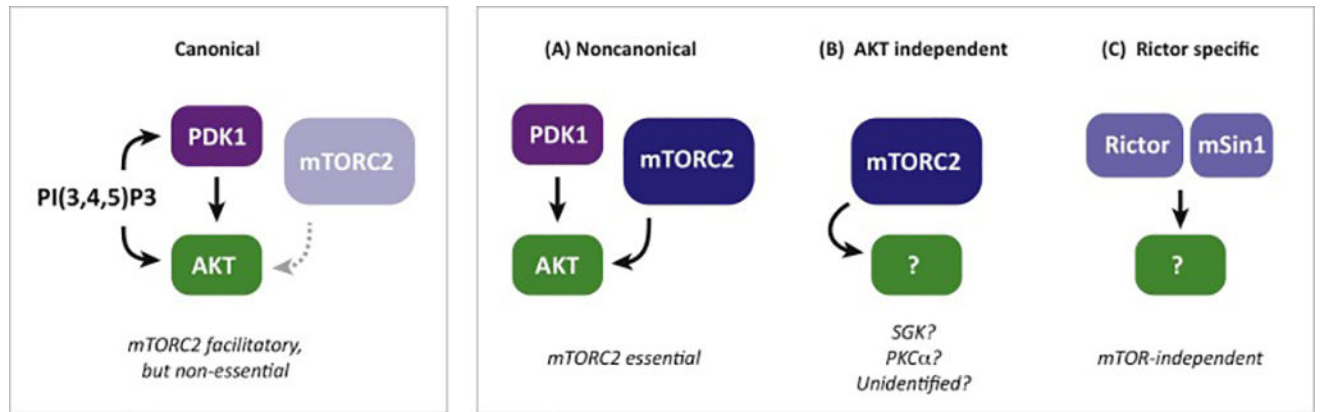 Canonical
PDK1
mTORC2
PI(3,4,5)P3
AKT
mTORC2 facilitatory,
but non-essential
(A) Noncanonical
PDK1
mTORC2
AKT
mTORC2 essential
(B) AKT independent
mTORC2
?
SGK?
PKCα?
Unidentified?
(C) Rictor specific
Rictor
mSin1
?
mTOR-independent